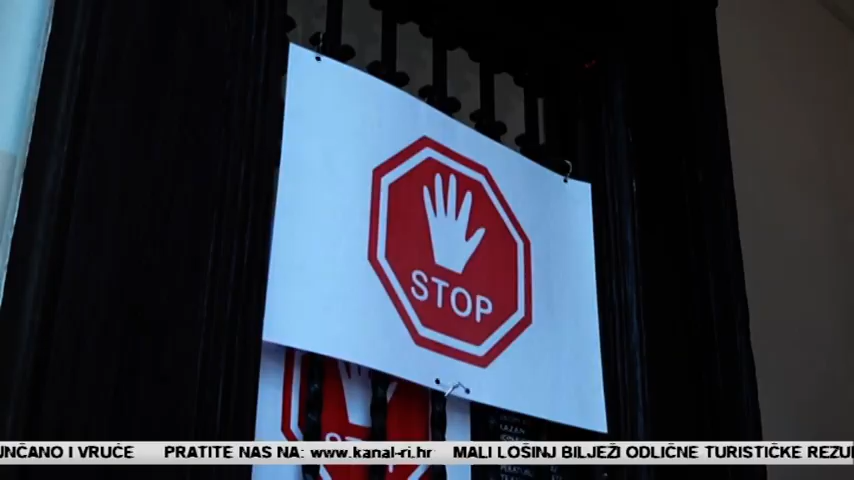 STOP
UNČANO I VRUĆE PRATITE NAS NA: www.kanal-ri.hr MALI LOŠINJ BILJEŽI ODLIČNE TURISTIČKE REZU